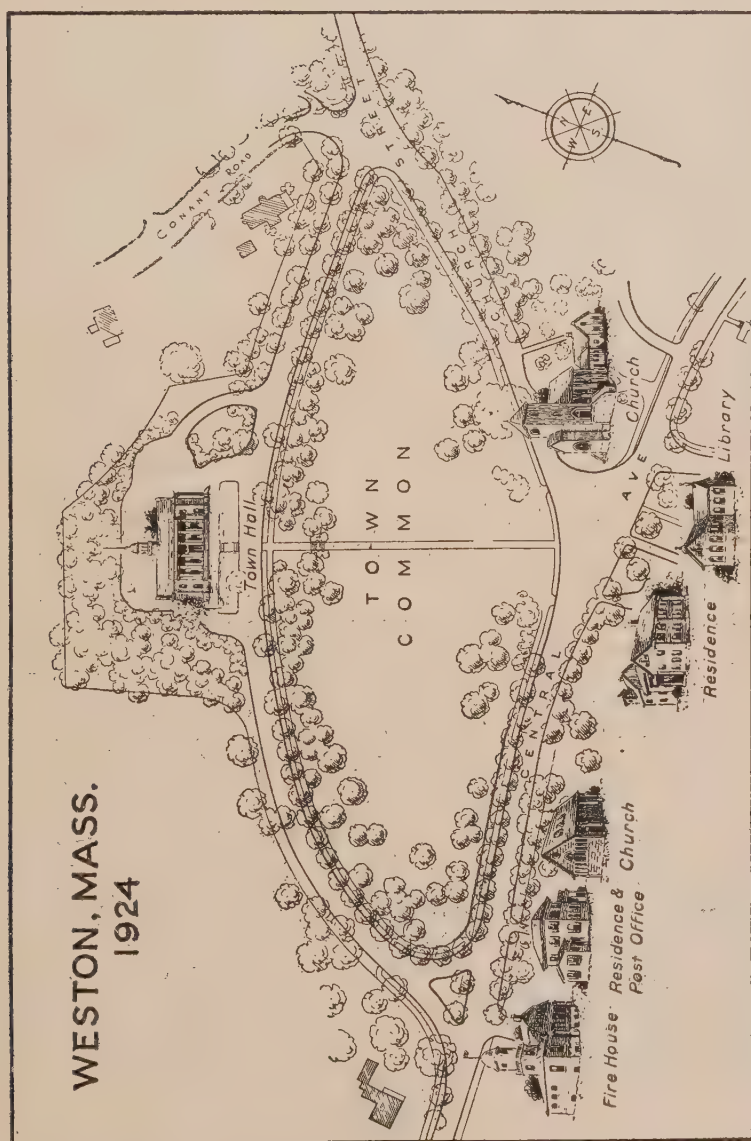 WESTON, MASS.
1924
CONANT ROAD
CHURCH STREET
N
E
S
W
Town Hall
TOWN
COMMON
Church
CENTRAL AVE
Library
Residence
Church
Residence &
Post Office
Fire House